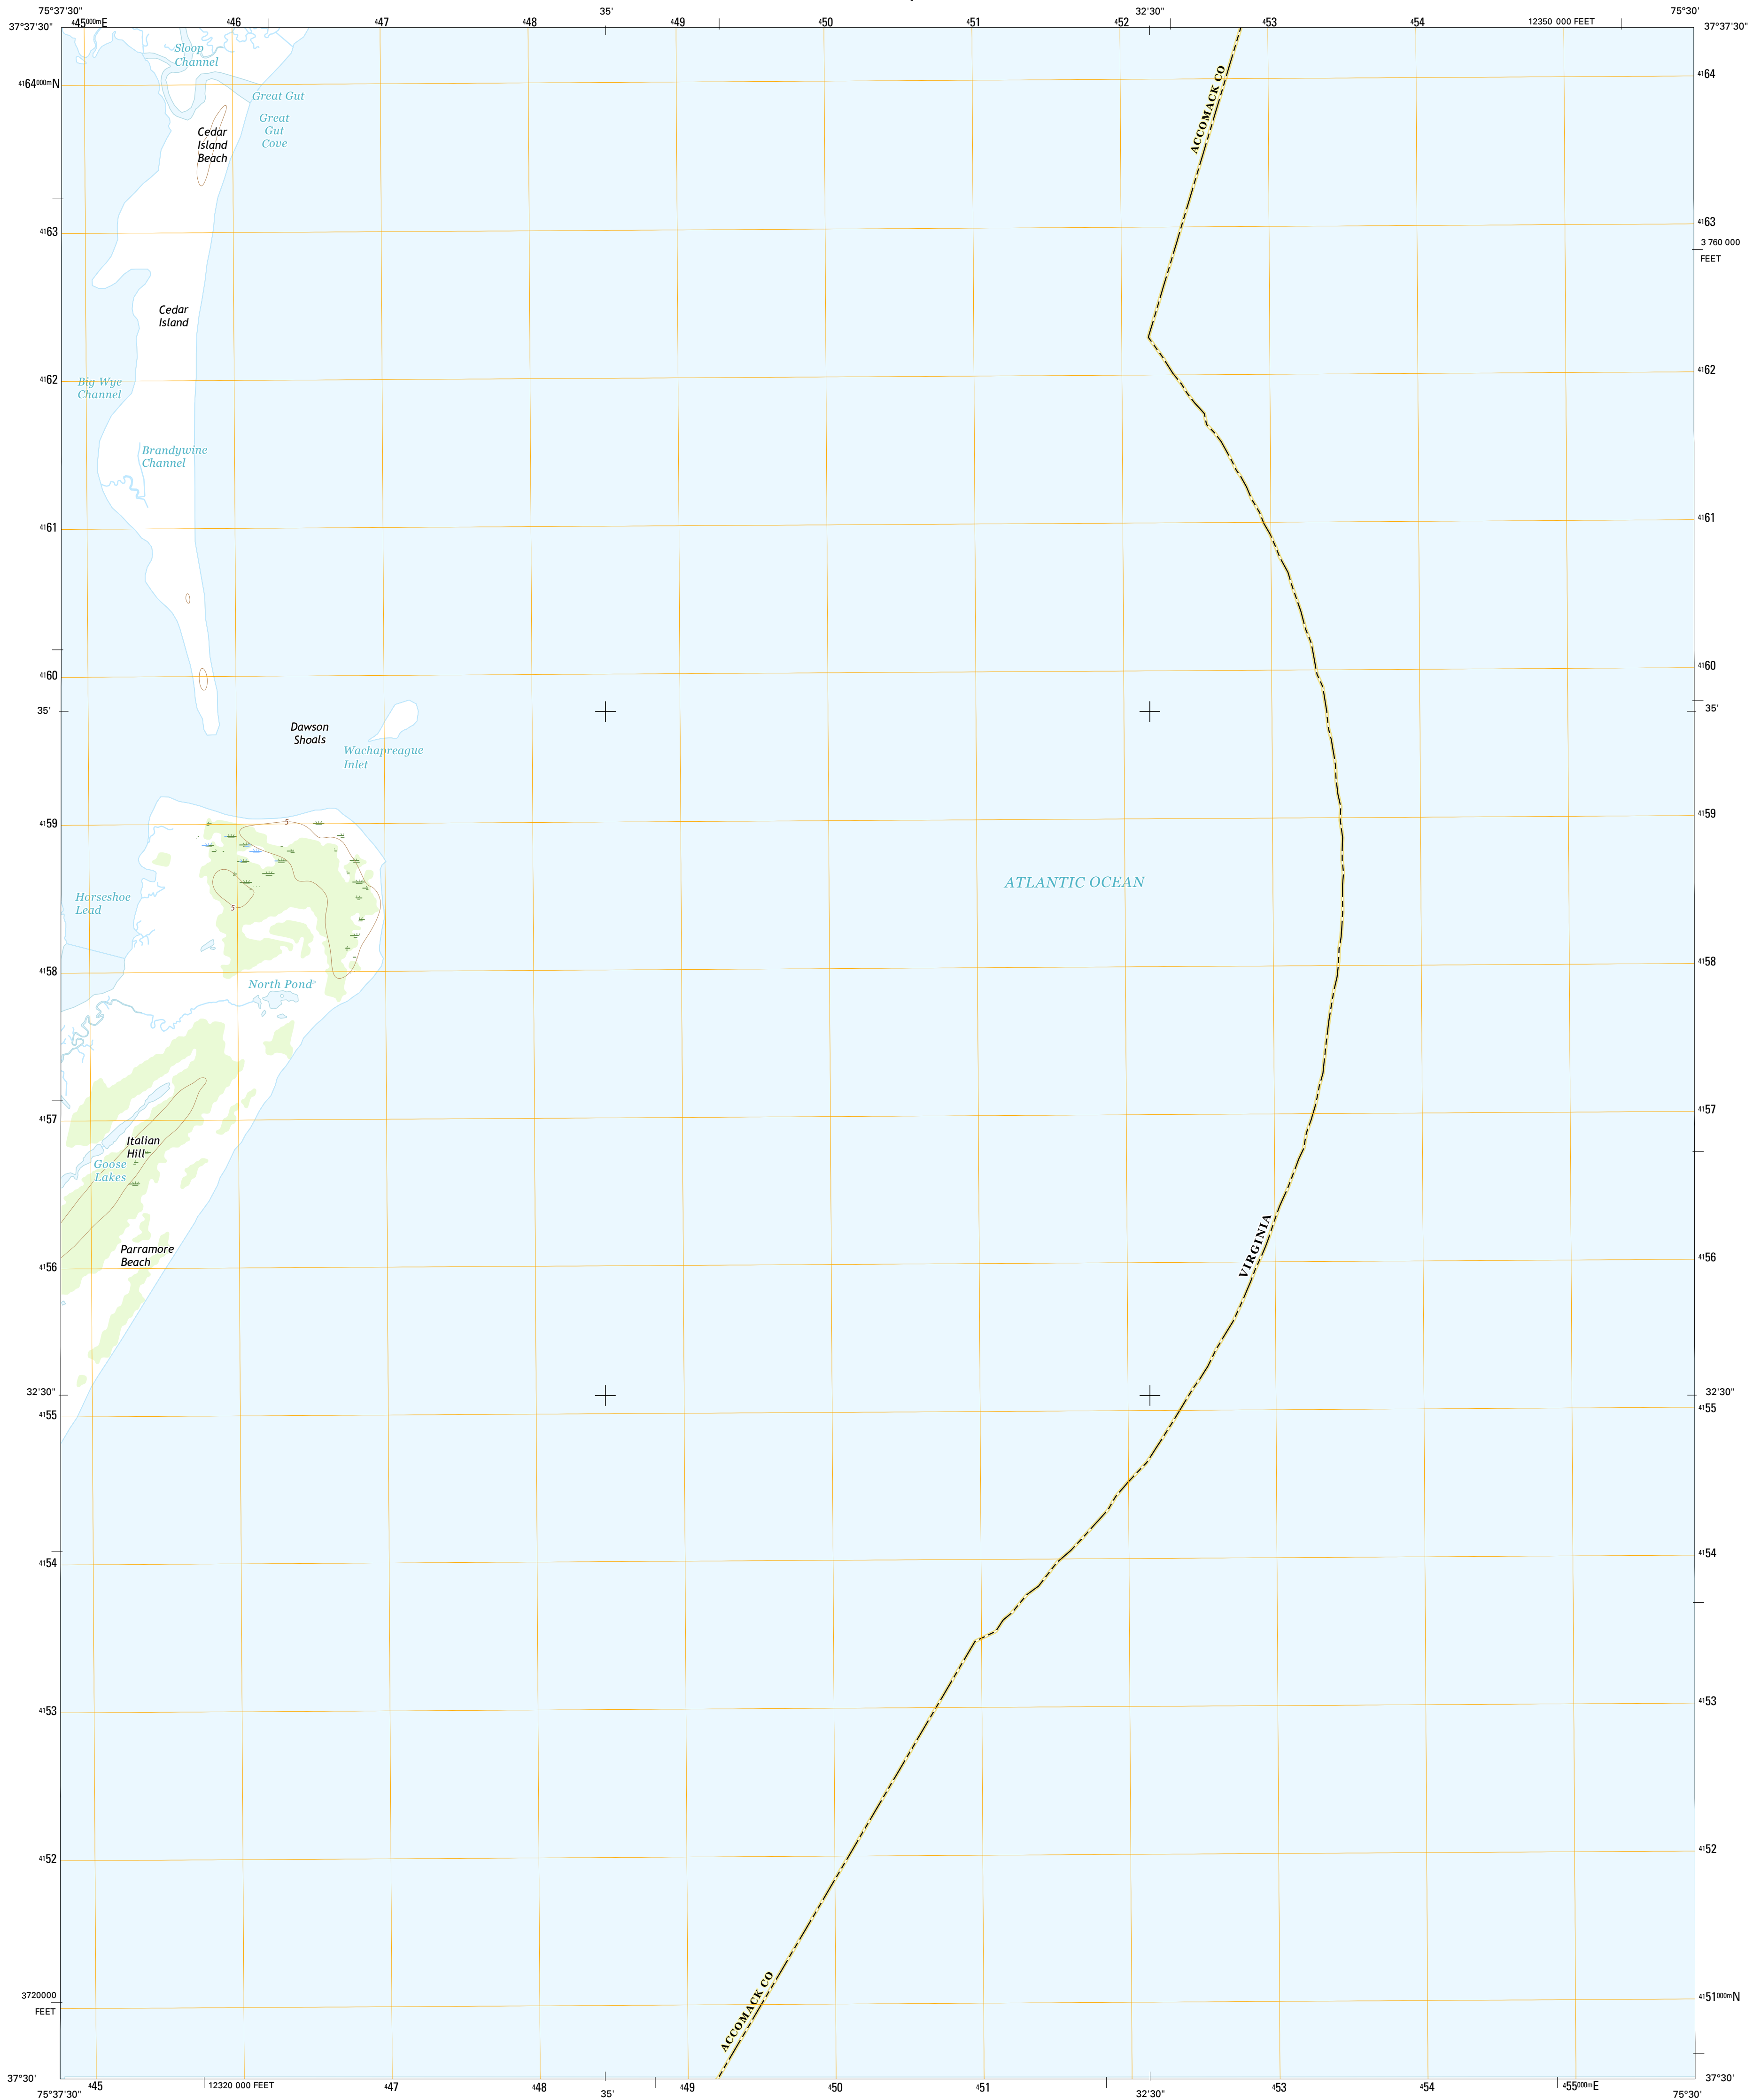 75°37'30"
⁴45⁰⁰⁰ᵐE
⁴46
⁴47
⁴48
35'
⁴49
⁴50
⁴51
⁴52
32'30"
⁴53
⁴54
12350 000 FEET
75°30'
37°37'30"
37°37'30"
Sloop
Channel
⁴¹64⁰⁰⁰ᵐN
⁴¹64
Great Gut
Great
Gut
Cove
Cedar
Island
Beach
ACCOMACK CO
⁴¹63
⁴¹63
3 760 000
FEET
Cedar
Island
⁴¹62
⁴¹62
Big Wye
Channel
Brandywine
Channel
⁴¹61
⁴¹61
⁴¹60
⁴¹60
35'
35'
Dawson
Shoals
Wachapreague
Inlet
⁴¹59
⁴¹59
5
Horseshoe
Lead
5
ATLANTIC OCEAN
⁴¹58
⁴¹58
North Pond
⁴¹57
⁴¹57
Italian
Hill
Goose
Lakes
Parramore
Beach
VIRGINIA
⁴¹56
⁴¹56
32'30"
32'30"
⁴¹55
⁴¹55
⁴¹54
⁴¹54
⁴¹53
⁴¹53
⁴¹52
⁴¹52
3720000
FEET
⁴¹51⁰⁰⁰ᵐN
ACCOMACK CO
37°30'
37°30'
75°37'30"
⁴45
12320 000 FEET
⁴47
⁴48
35'
⁴49
⁴50
⁴51
32'30"
⁴53
⁴54
⁴55⁰⁰⁰ᵐE
75°30'